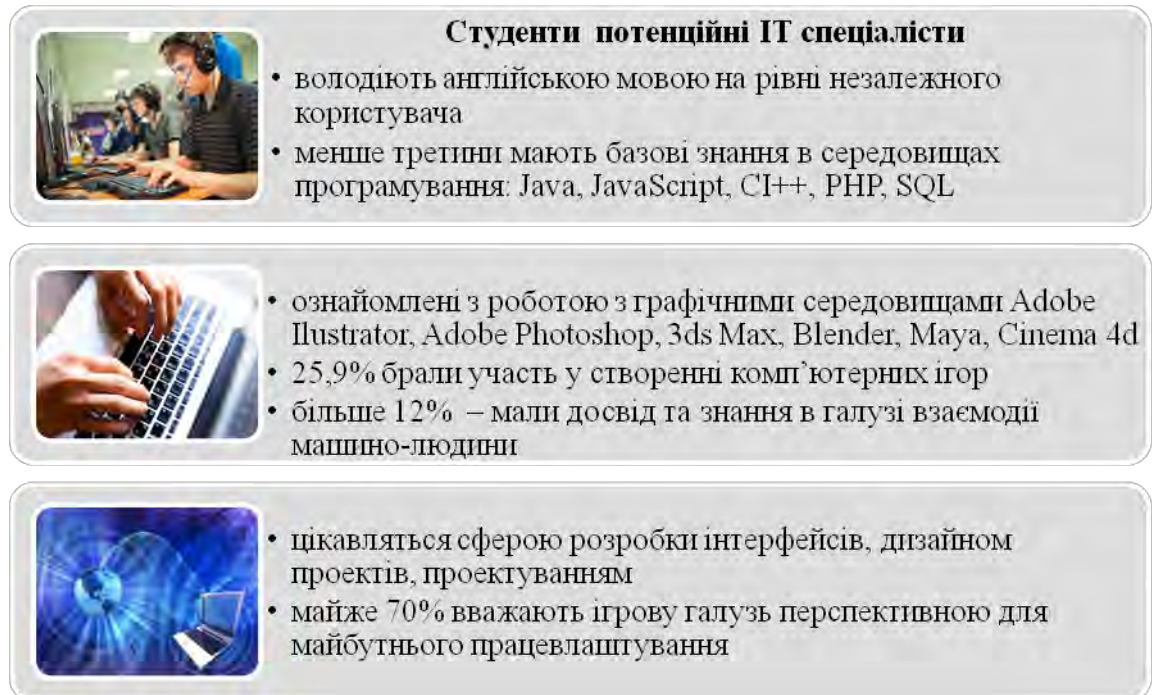 Студенти потенційні ІТ спеціалісти
• володіють англійською мовою на рівні незалежного
користувача
• менше третини мають базові знання в середовищах
програмування: Java, JavaScript, СІ++, PHP, SQL
• ознайомлені з роботою з графічними середовищами Adobe
Ilustrator, Adobe Photoshop, 3ds Max, Blender, Maya, Cinema 4d
• 25,9% брали участь у створенні комп’ютерних ігор
• більше 12% – мали досвід та знання в галузі взаємодії
машино-людини
• цікавляться сферою розробки інтерфейсів, дизайном
проектів, проектуванням
• майже 70% вважають ігрову галузь перспективною для
майбутнього працевлаштування